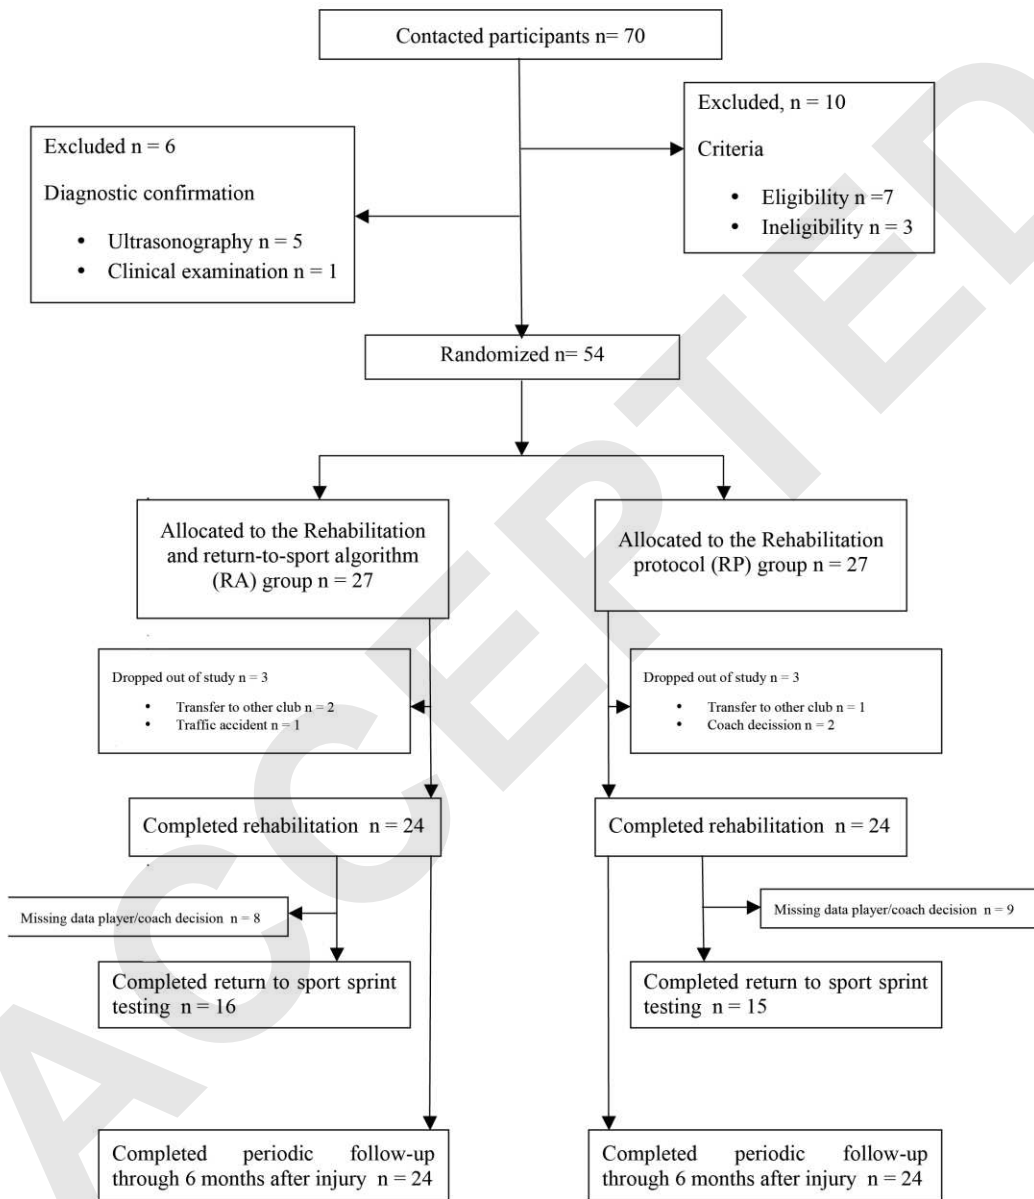 Contacted participants n= 70
Excluded, n = 10
Criteria
• Eligibility n =7
• Ineligibility n = 3
Excluded n = 6
Diagnostic confirmation
• Ultrasonography n = 5
• Clinical examination n = 1
Randomized n= 54
Allocated to the Rehabilitation
and return-to-sport algorithm
(RA) group n = 27
Allocated to the Rehabilitation
protocol (RP) group n = 27
Dropped out of study n = 3
• Transfer to other club n = 2
• Traffic accident n = 1
Dropped out of study n = 3
• Transfer to other club n = 1
• Coach decission n = 2
Completed rehabilitation n = 24
Completed rehabilitation n = 24
Missing data player/coach decision n = 8
Missing data player/coach decision n = 9
Completed return to sport sprint
testing n = 16
Completed return to sport sprint
testing n = 15
Completed periodic follow-up
through 6 months after injury n = 24
Completed periodic follow-up
through 6 months after injury n = 24
ACCEPTED